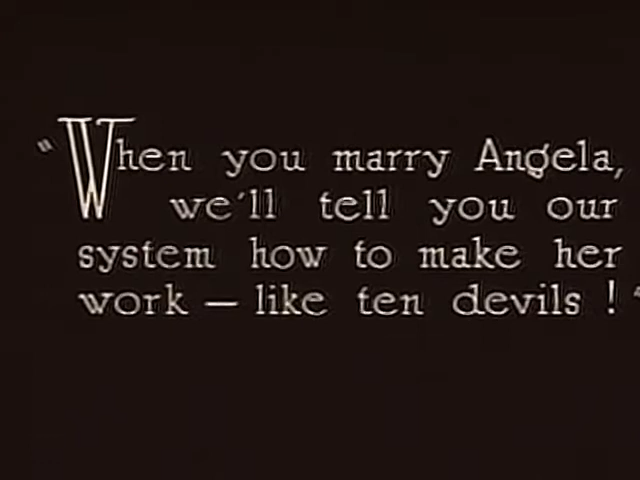 "When you marry Angela,
we'll tell you our
system how to make her
work — like ten devils!"